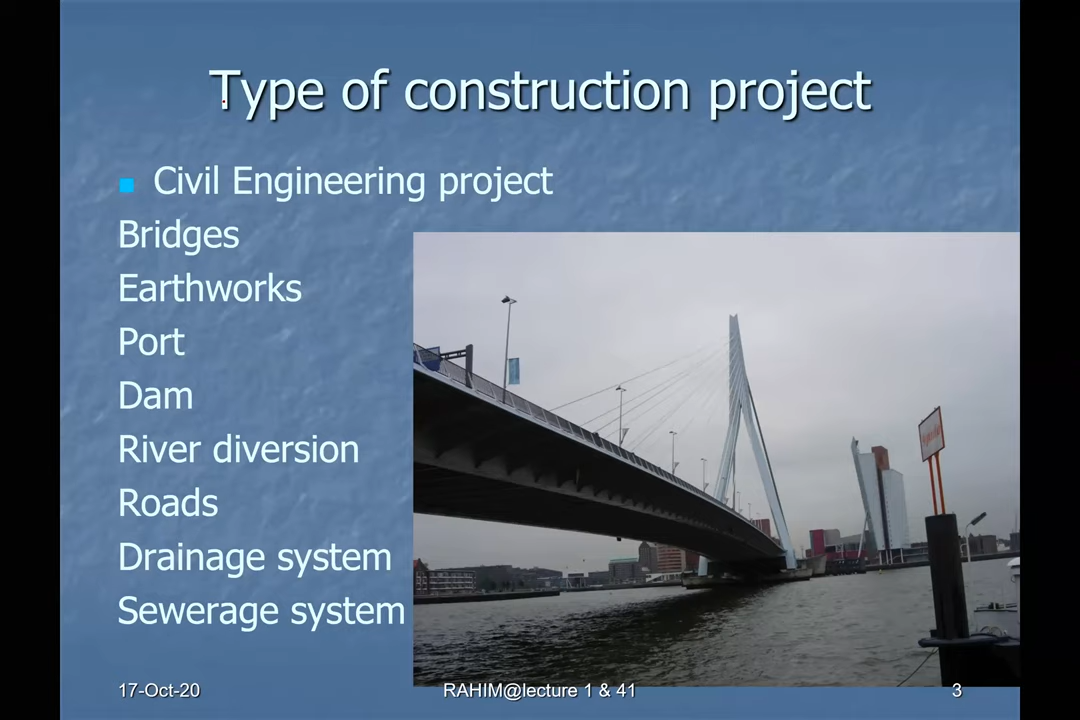 Type of construction project
Civil Engineering project
Bridges
Earthworks
Port
Dam
River diversion
Roads
Drainage system
Sewerage system
17-Oct-20
RAHIM@lecture 1 & 41
3